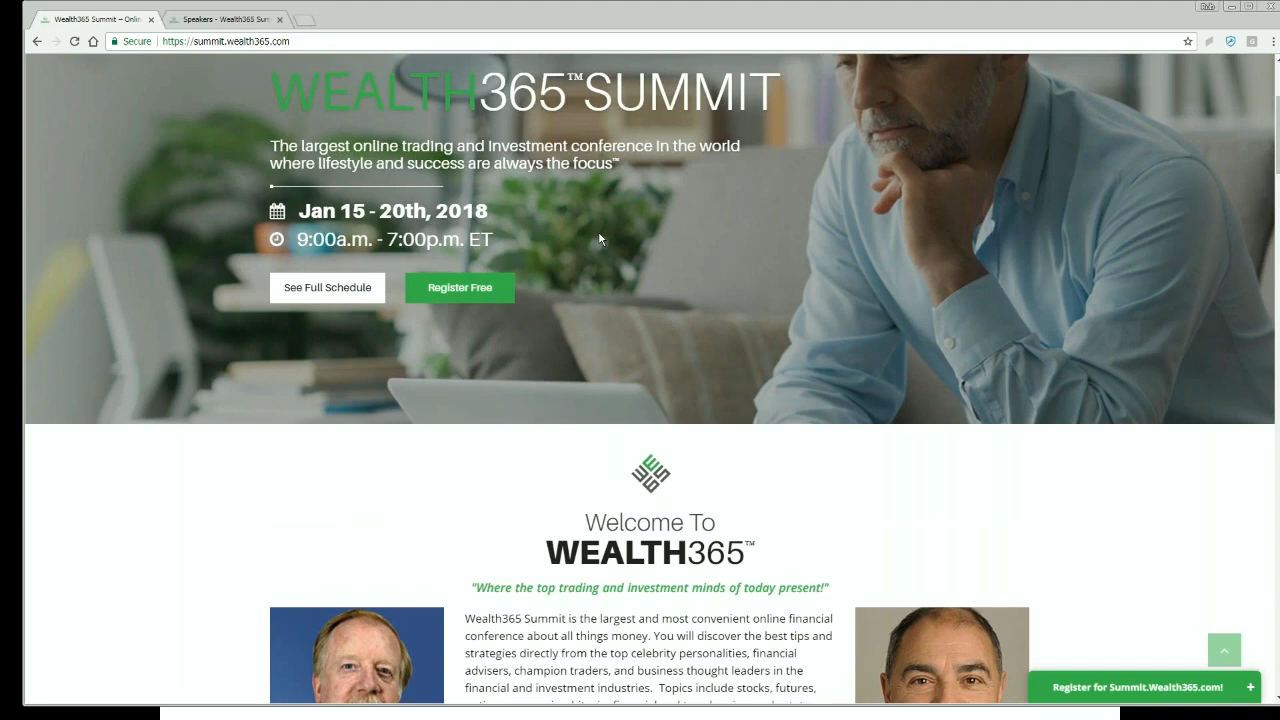 Rob
Wealth365 Summit – Onlin
Speakers - Wealth365 Sum
Secure
https://summit.wealth365.com
WEALTH365™SUMMIT
The largest online trading and investment conference in the world
where lifestyle and success are always the focus™
Jan 15 - 20th, 2018
9:00a.m. - 7:00p.m. ET
See Full Schedule
Register Free
Welcome To
WEALTH365™
"Where the top trading and investment minds of today present!"
Wealth365 Summit is the largest and most convenient online financial
conference about all things money. You will discover the best tips and
strategies directly from the top celebrity personalities, financial
advisers, champion traders, and business thought leaders in the
financial and investment industries. Topics include stocks, futures,
Register for Summit.Wealth365.com! +